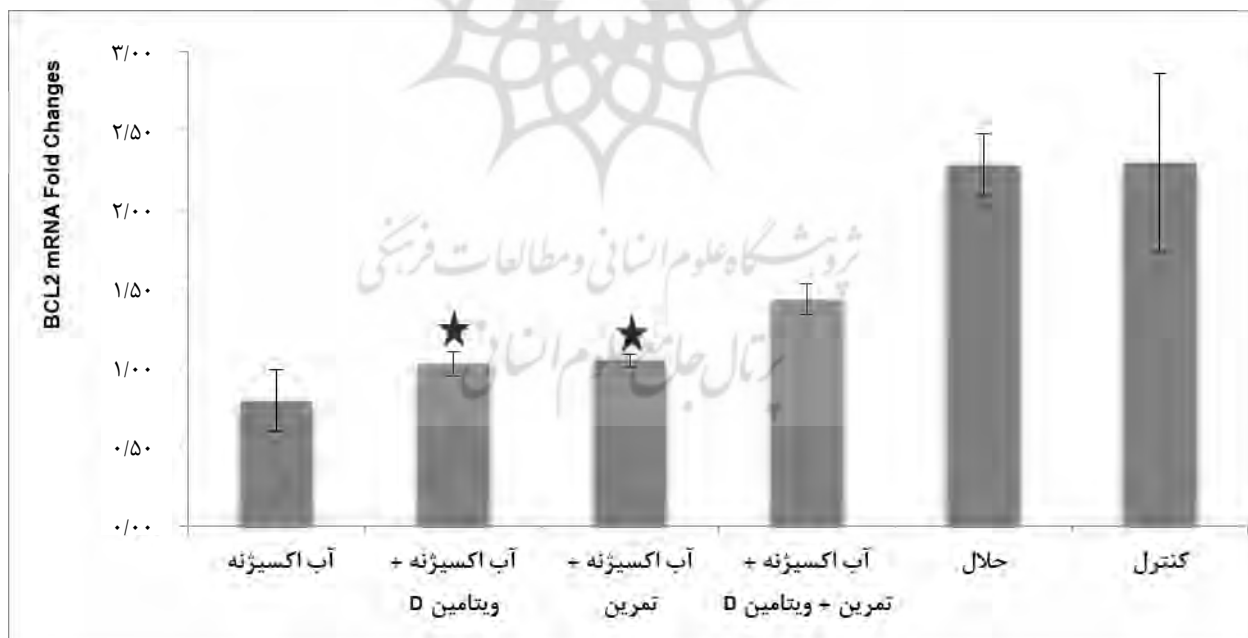 BCL2 mRNA Fold Changes
۳/۰۰
۲/۵۰
۲/۰۰
۱/۵۰
۱/۰۰
۰/۵۰
۰/۰۰
آب اکسیژنه
آب اکسیژنه +
ویتامین D
آب اکسیژنه +
تمرین
آب اکسیژنه +
تمرین + ویتامین D
حلال
کنترل
پژوهشگاه علوم انسانی و مطالعات فرهنگی
پرتال جامع علوم انسانی